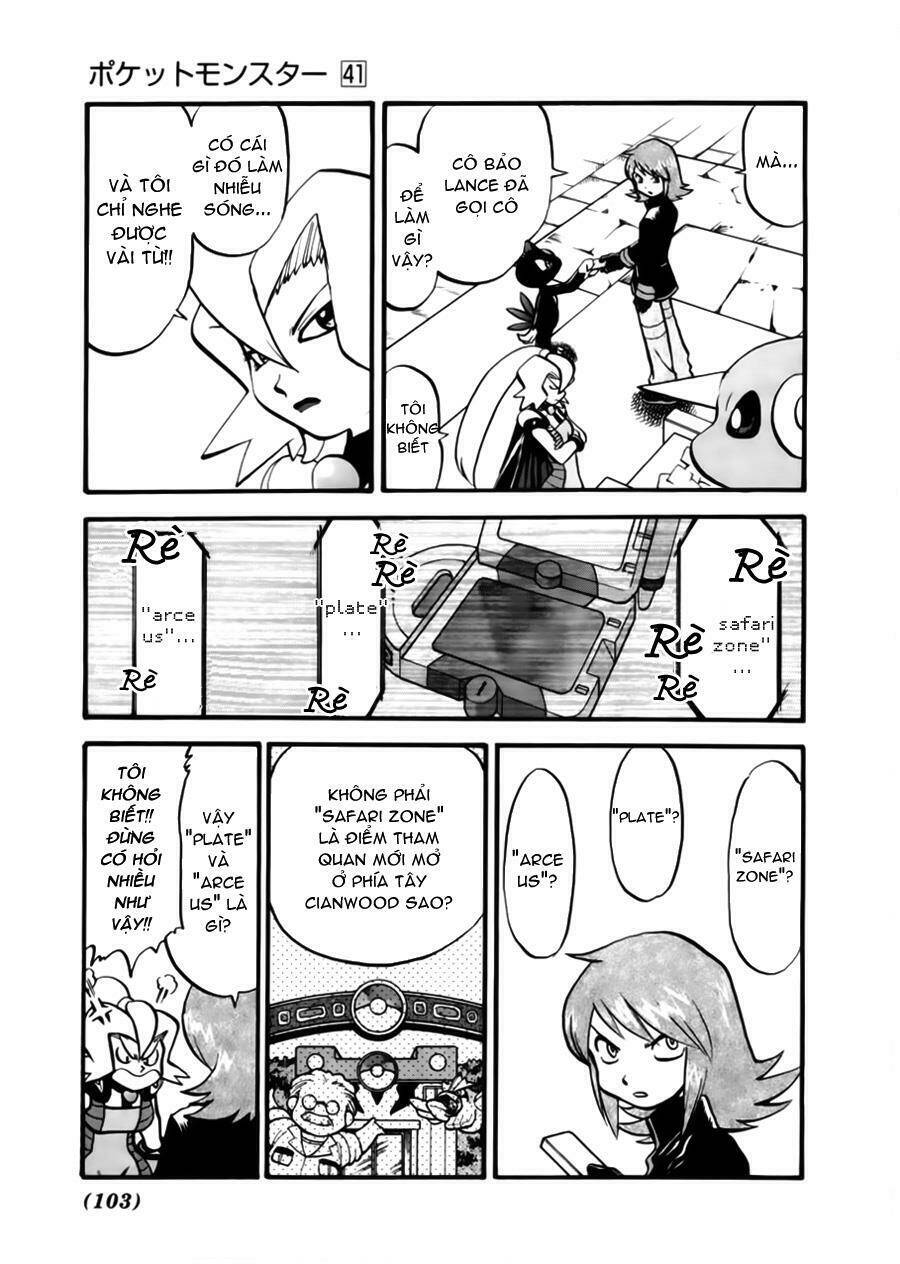 ポケットモンスター 41
MÀ...
CÔ BẢO
LANCE ĐÃ
GỌI CÔ
ĐỂ
LÀM
GÌ
VẬY?
TÔI
KHÔNG
BIẾT
CÓ CÁI
GÌ ĐÓ LÀM
NHIỄU
SÓNG...
VÀ TÔI
CHỈ NGHE
ĐƯỢC
VÀI TỪ!!
RÈ
safari
zone"
...
RÈ
RÈ
RÈ
RÈ
"plate"
...
RÈ
RÈ
"arce
us"...
RÈ
"SAFARI
ZONE"?
"PLATE"?
"ARCE
US"?
KHÔNG PHẢI
"SAFARI ZONE"
LÀ ĐIỂM THAM
QUAN MỚI MỞ
Ở PHÍA TÂY
CIANWOOD SAO?
VẬY
"PLATE"
VÀ
"ARCE
US" LÀ
GÌ?
TÔI
KHÔNG
BIẾT!!
ĐỪNG
CÓ HỎI
NHIỀU
NHƯ
VẬY!!
(103)